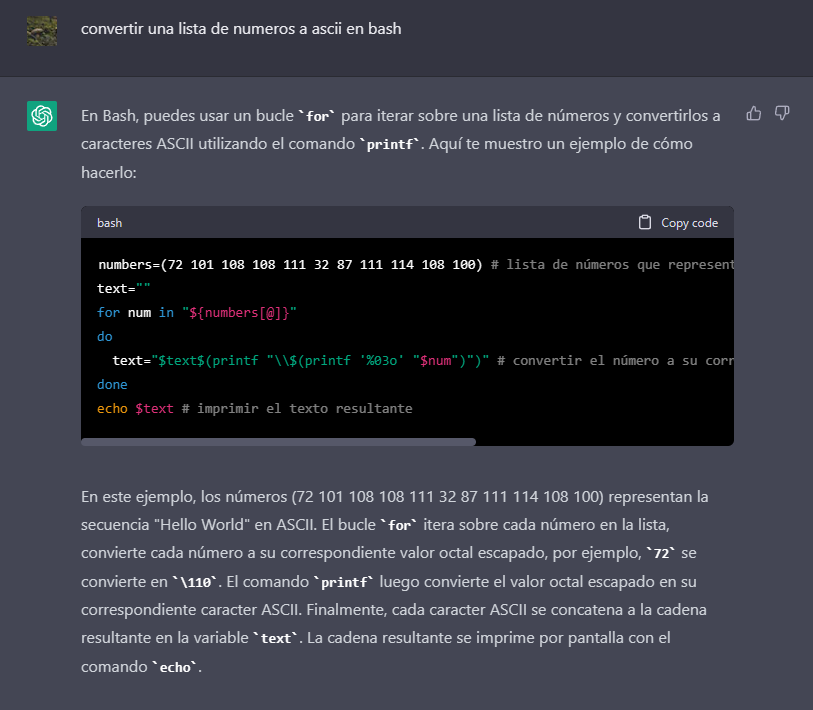 convertir una lista de numeros a ascii en bash
En Bash, puedes usar un bucle `for` para iterar sobre una lista de números y convertirlos a
caracteres ASCII utilizando el comando `printf`. Aquí te muestro un ejemplo de cómo
hacerlo:
bash Copy code
numbers=(72 101 108 108 111 32 87 111 114 108 100) # lista de números que represent
text=""
for num in "${numbers[@]}"
do
  text="$text$(printf "\\$(printf '%03o' "$num")")" # convertir el número a su corr
done
echo $text # imprimir el texto resultante
En este ejemplo, los números (72 101 108 108 111 32 87 111 114 108 100) representan la
secuencia "Hello World" en ASCII. El bucle `for` itera sobre cada número en la lista,
convierte cada número a su correspondiente valor octal escapado, por ejemplo, `72` se
convierte en `\110`. El comando `printf` luego convierte el valor octal escapado en su
correspondiente caracter ASCII. Finalmente, cada caracter ASCII se concatena a la cadena
resultante en la variable `text`. La cadena resultante se imprime por pantalla con el
comando `echo`.